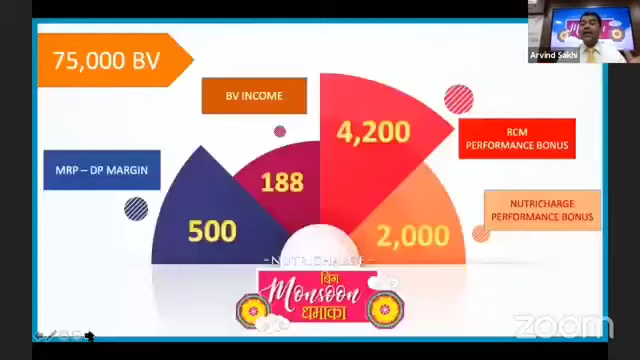 75,000 BV
Arvind Sakhi
BV INCOME
4,200
RCM
PERFORMANCE BONUS
MRP – DP MARGIN
188
NUTRICHARGE
PERFORMANCE BONUS
500
2,000
-NUTRICHARGE-
बिग
Monsoon
धमाका
zoom